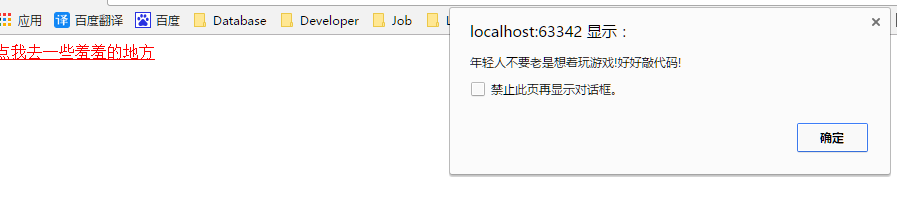 应用 百度翻译 百度 Database Developer Job
点我去一些羞羞的地方
localhost:63342 显示：
年轻人不要老是想着玩游戏!好好敲代码!
禁止此页再显示对话框。
确定